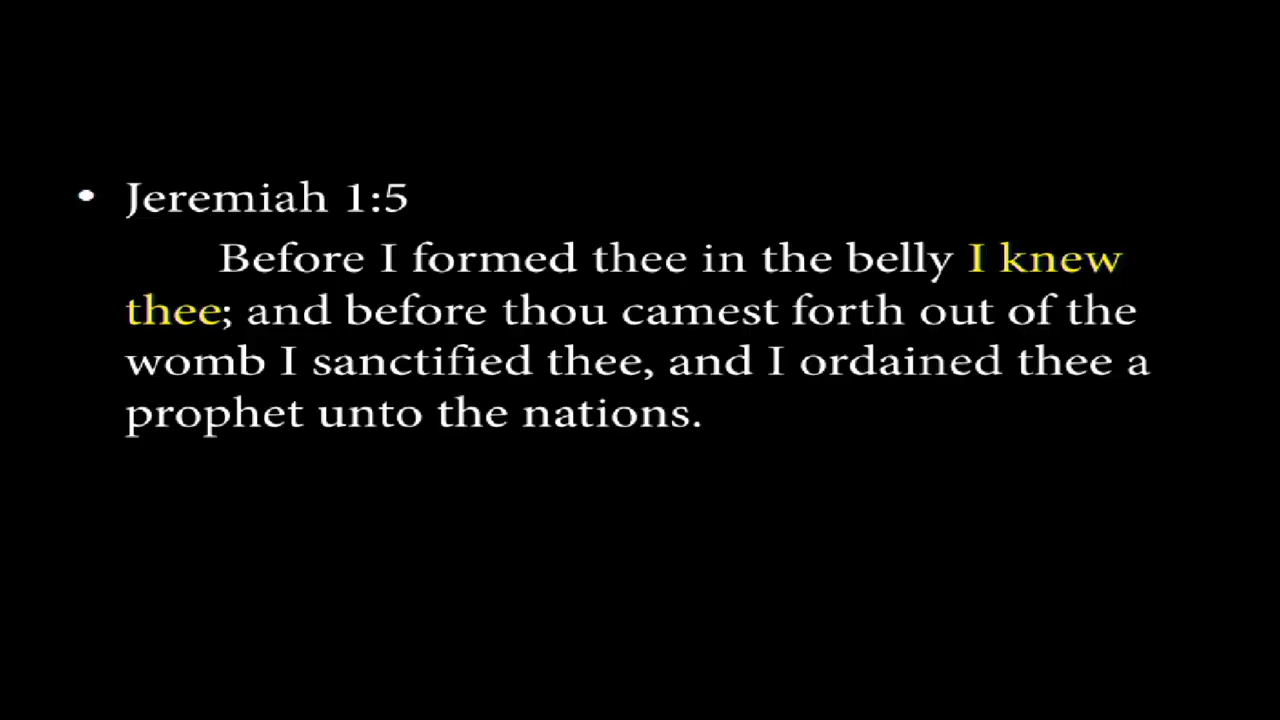 • Jeremiah 1:5
Before I formed thee in the belly I knew
thee; and before thou camest forth out of the
womb I sanctified thee, and I ordained thee a
prophet unto the nations.